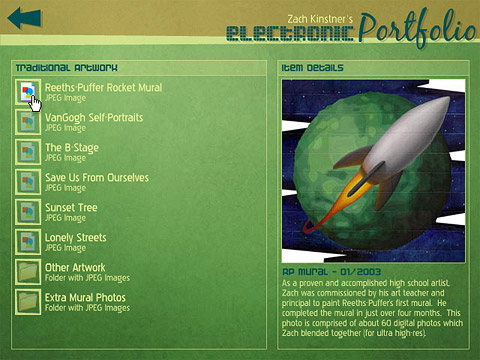 Zach Kinstner's
electronic Portfolio
Traditional Artwork
Reeths-Puffer Rocket Mural
JPEG Image
VanGogh Self-Portraits
JPEG Image
The B-Stage
JPEG Image
Save Us From Ourselves
JPEG Image
Sunset Tree
JPEG Image
Lonely Streets
JPEG Image
Other Artwork
Folder with JPEG Images
Extra Mural Photos
Folder with JPEG Images
Item Details
RP Mural - 01/2003
As a proven and accomplished high school artist,
Zach was commissioned by his art teacher and
principal to paint Reeths-Puffer's first mural. He
completed the mural in just over four months. This
photo is comprised of about 60 digital photos which
Zach blended together (for ultra high-res).